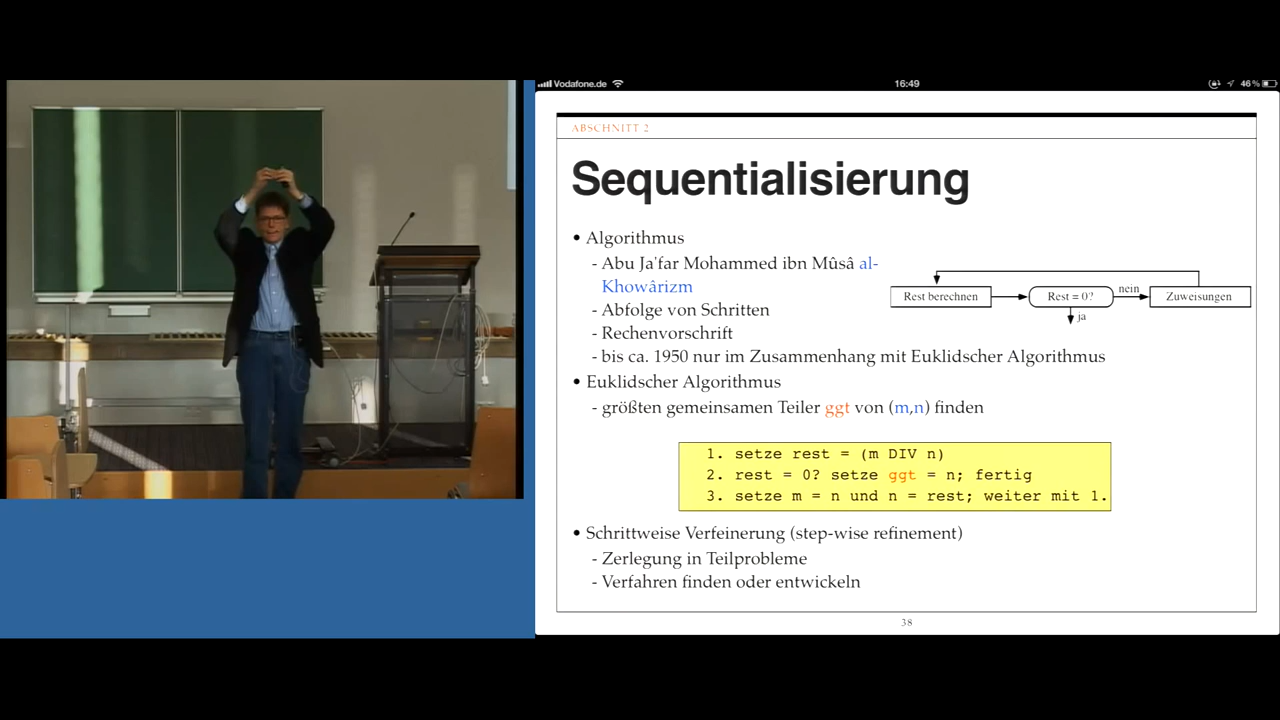 Vodafone.de
16:49
46 %
ABSCHNITT 2
Sequentialisierung
• Algorithmus
- Abu Ja'far Mohammed ibn Mûsâ al-
Khowârizm
- Abfolge von Schritten
- Rechenvorschrift
- bis ca. 1950 nur im Zusammenhang mit Euklidscher Algorithmus
Rest berechnen
Rest = 0?
nein
Zuweisungen
ja
• Euklidscher Algorithmus
- größten gemeinsamen Teiler ggt von (m,n) finden
1. setze rest = (m DIV n)
2. rest = 0? setze ggt = n; fertig
3. setze m = n und n = rest; weiter mit 1.
• Schrittweise Verfeinerung (step-wise refinement)
- Zerlegung in Teilprobleme
- Verfahren finden oder entwickeln
38